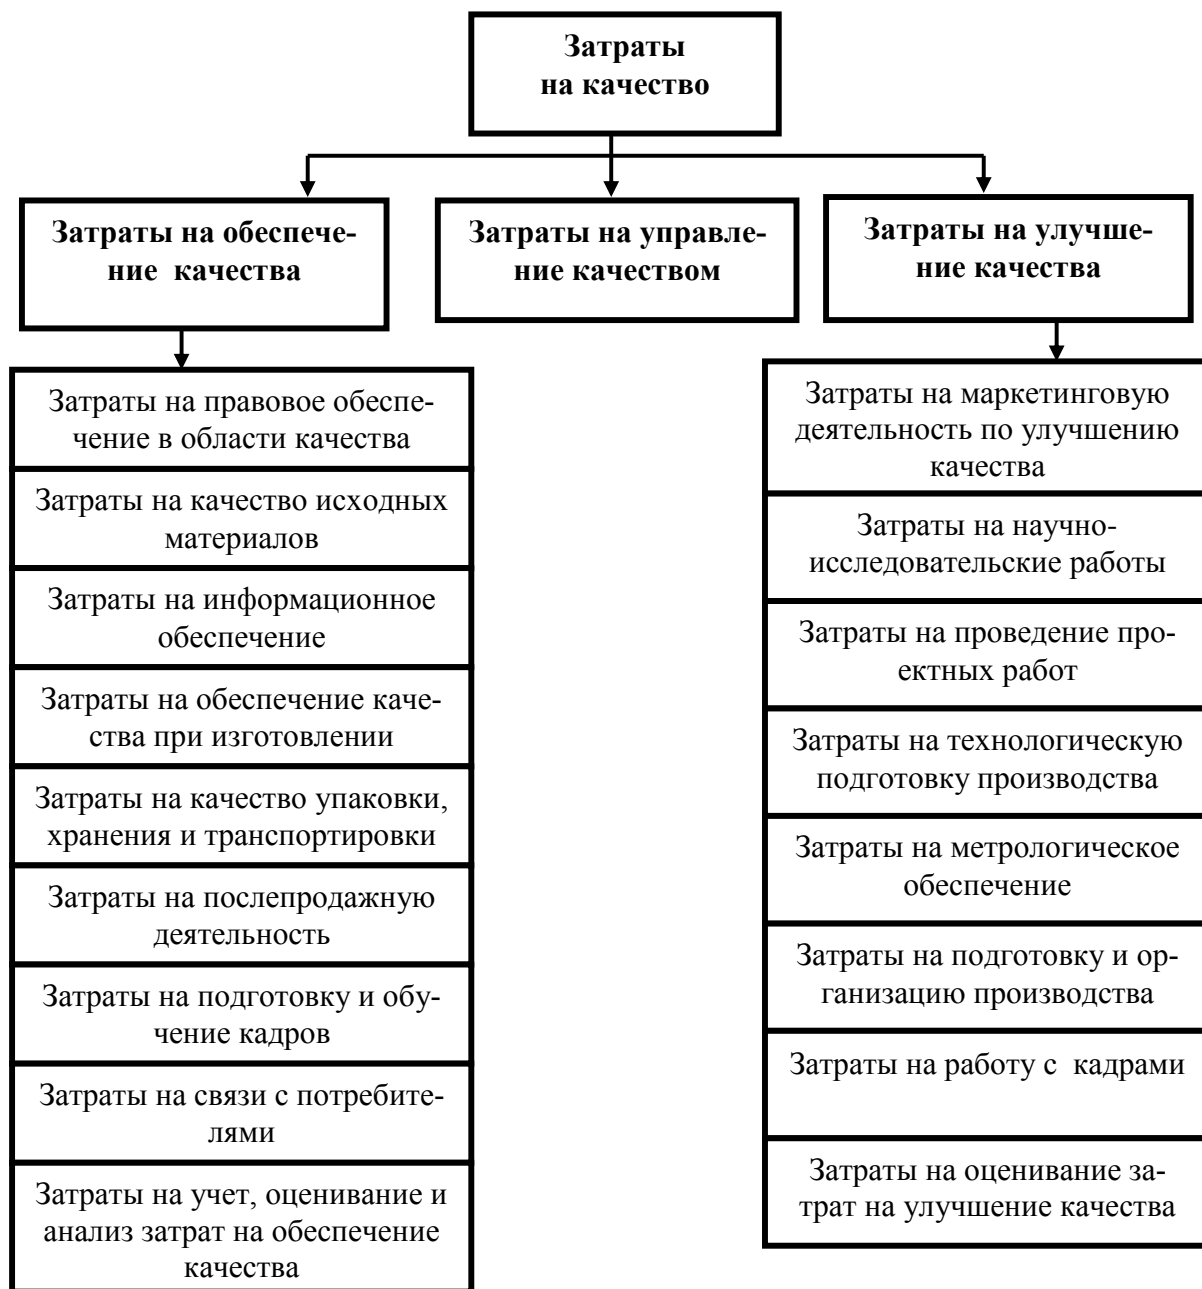 Затраты
на качество
Затраты на обеспече-
ние качества
Затраты на управле-
ние качеством
Затраты на улучше-
ние качества
Затраты на правовое обеспе-
чение в области качества
Затраты на качество исходных
материалов
Затраты на информационное
обеспечение
Затраты на обеспечение каче-
ства при изготовлении
Затраты на качество упаковки,
хранения и транспортировки
Затраты на послепродажную
деятельность
Затраты на подготовку и обу-
чение кадров
Затраты на связи с потребите-
лями
Затраты на учет, оценивание и
анализ затрат на обеспечение
качества
Затраты на маркетинговую
деятельность по улучшению
качества
Затраты на научно-
исследовательские работы
Затраты на проведение про-
ектных работ
Затраты на технологическую
подготовку производства
Затраты на метрологическое
обеспечение
Затраты на подготовку и ор-
ганизацию производства
Затраты на работу с кадрами
Затраты на оценивание за-
трат на улучшение качества